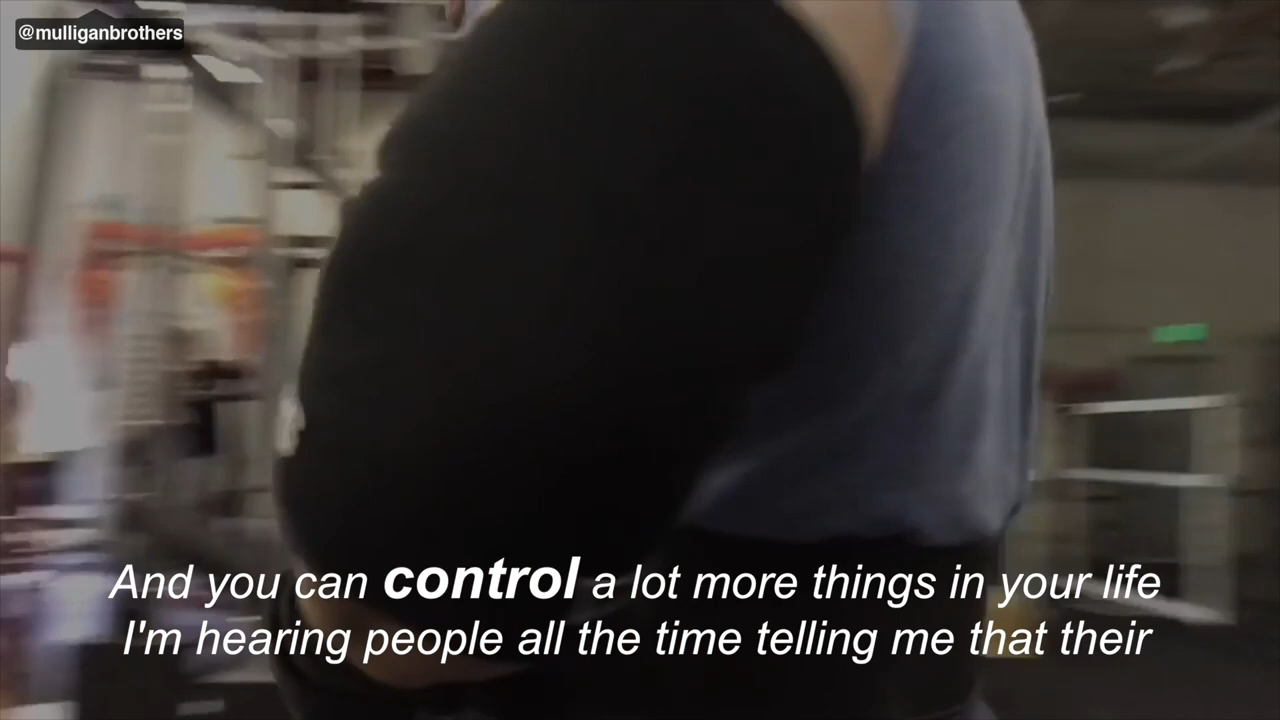 @mulliganbrothers
And you can control a lot more things in your life
I'm hearing people all the time telling me that their